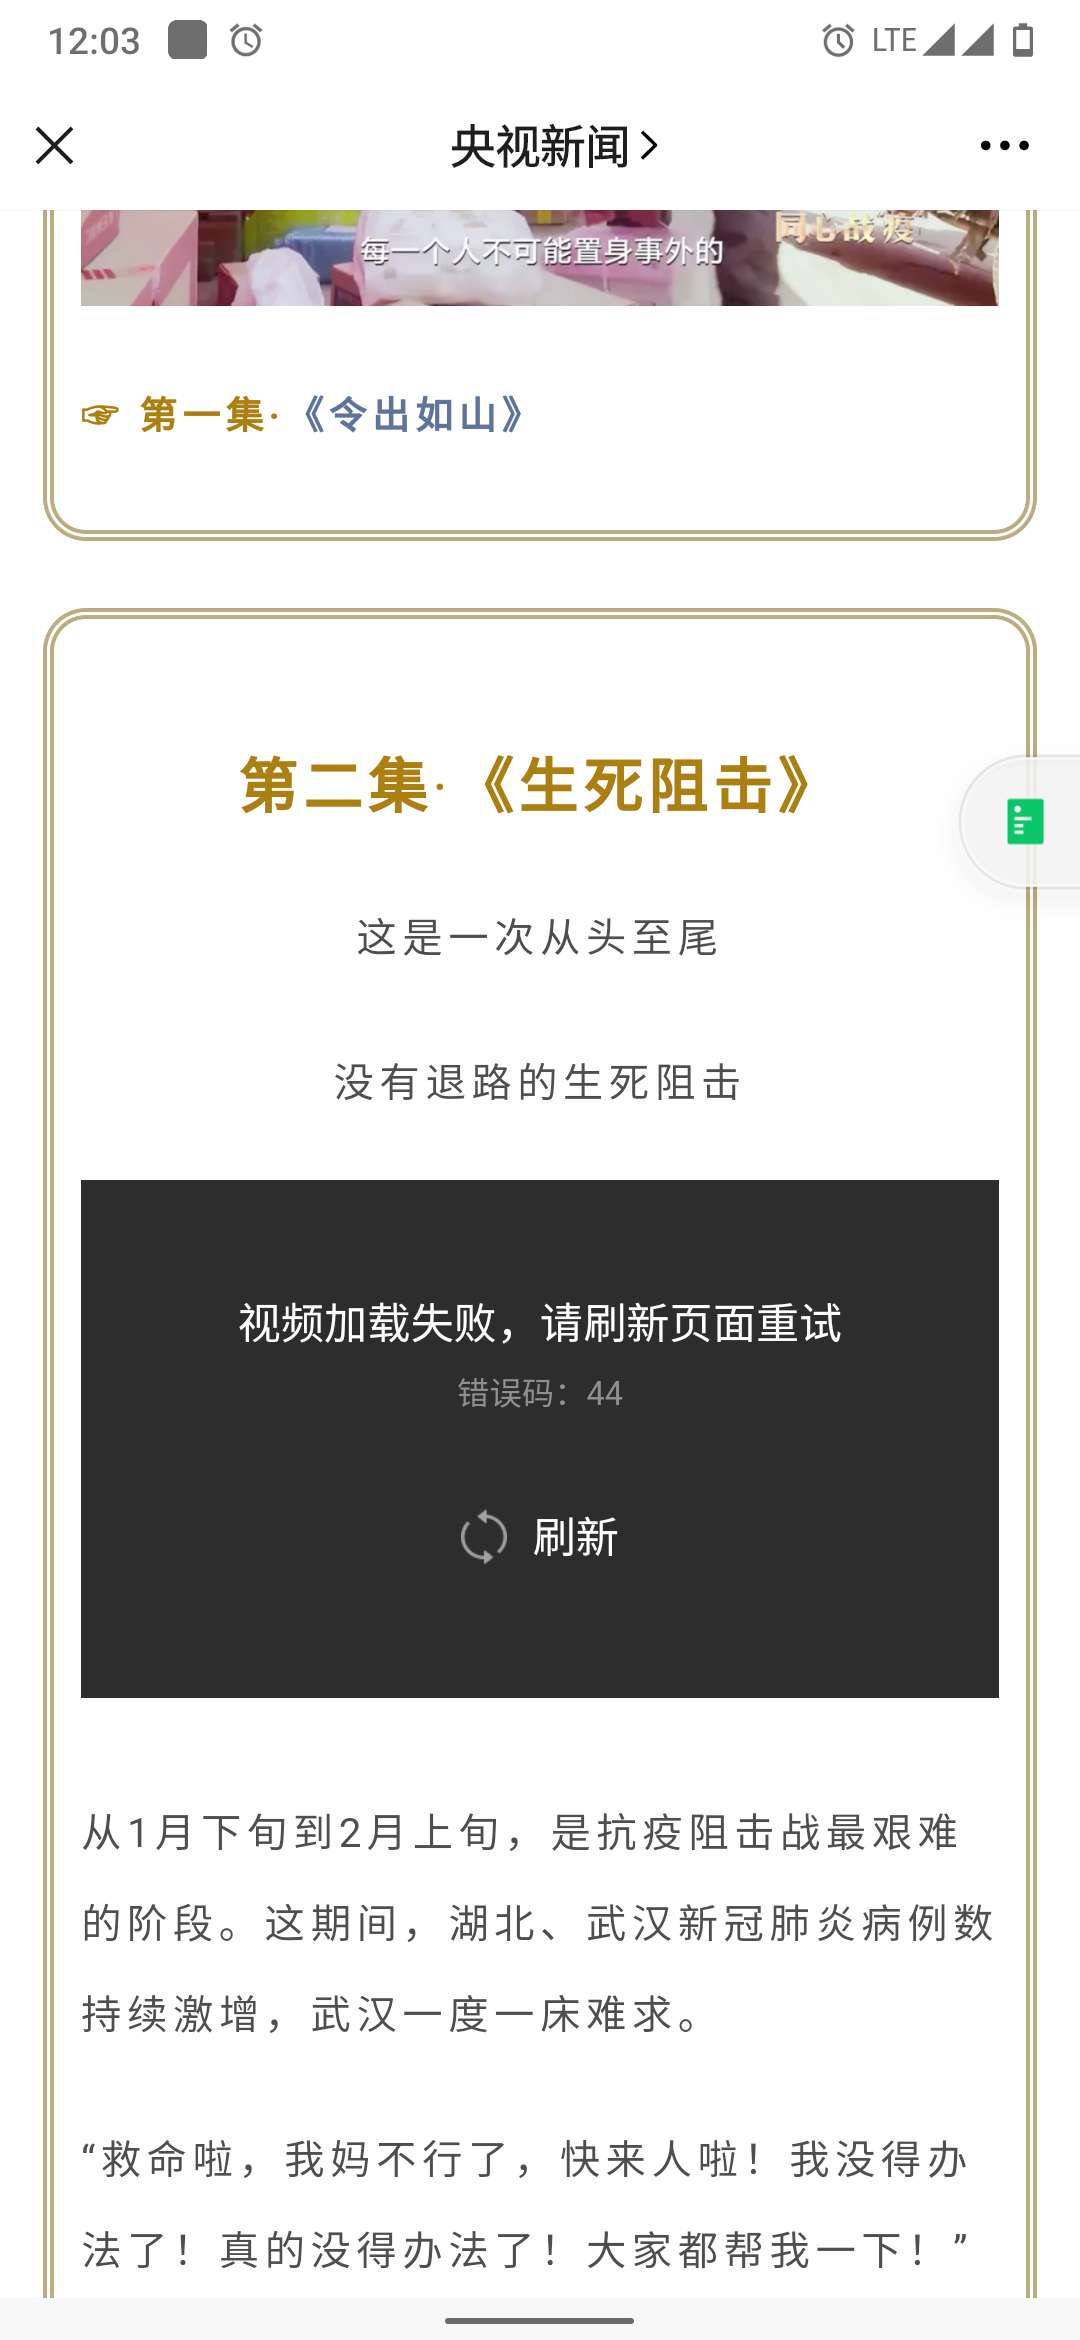 12:03
LTE
央视新闻
同心战疫
每一个人不可能置身事外的
☞ 第一集·《令出如山》
第二集·《生死阻击》
这是一次从头至尾
没有退路的生死阻击
视频加载失败，请刷新页面重试
错误码：44
刷新
从1月下旬到2月上旬，是抗疫阻击战最艰难
的阶段。这期间，湖北、武汉新冠肺炎病例数
持续激增，武汉一度一床难求。
“救命啦，我妈不行了，快来人啦！我没得办
法了！真的没得办法了！大家都帮我一下！”